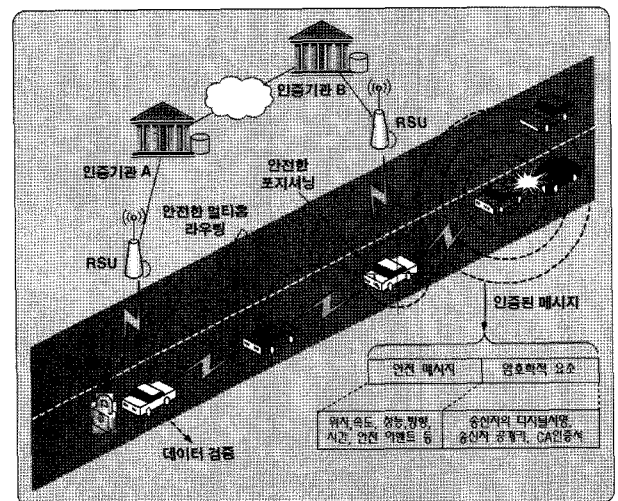 인증기관 B
RSU
인증기관 A
안전한
포지셔닝
안전한 멀티홉
라우팅
RSU
인증된 메시지
안전 메시지
암호학적 요소
위치,속도, 성능,방향,
시간, 안전 이벤트 등
송신자의 디지털서명,
송신자 공개키, CA인증서
데이터 검증